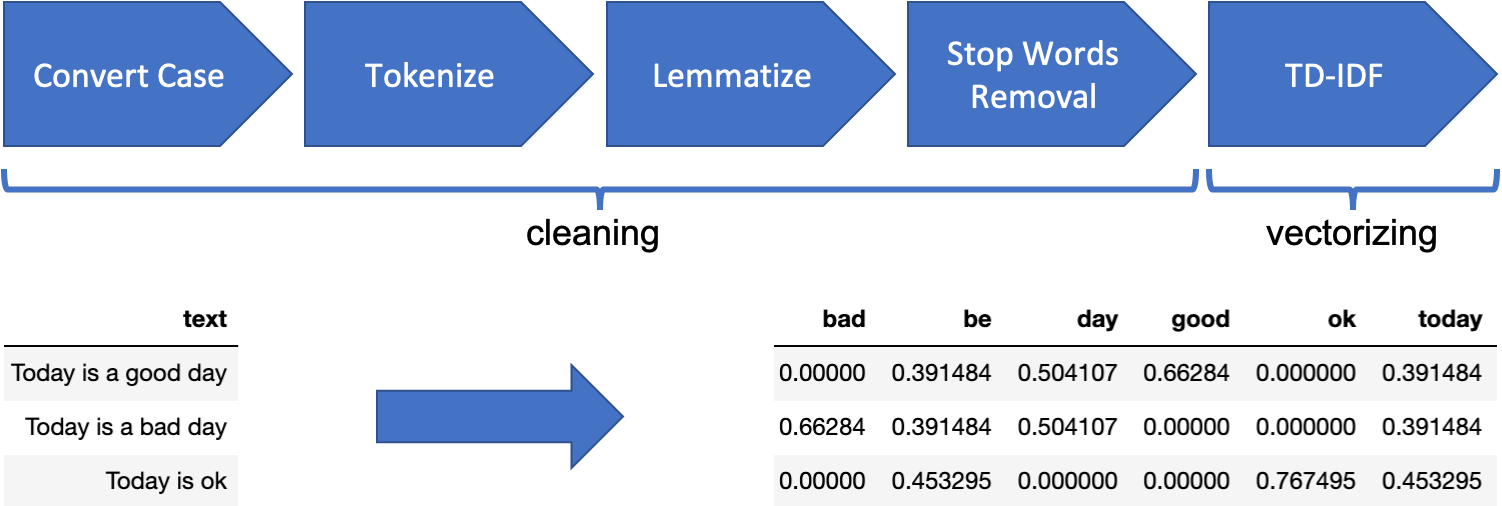 Convert Case
Tokenize
Lemmatize
Stop Words
Removal
TD-IDF
cleaning
vectorizing
text
Today is a good day
Today is a bad day
Today is ok
bad be day good ok today
0.00000 0.391484 0.504107 0.66284 0.000000 0.391484
0.66284 0.391484 0.504107 0.00000 0.000000 0.391484
0.00000 0.453295 0.000000 0.00000 0.767495 0.453295